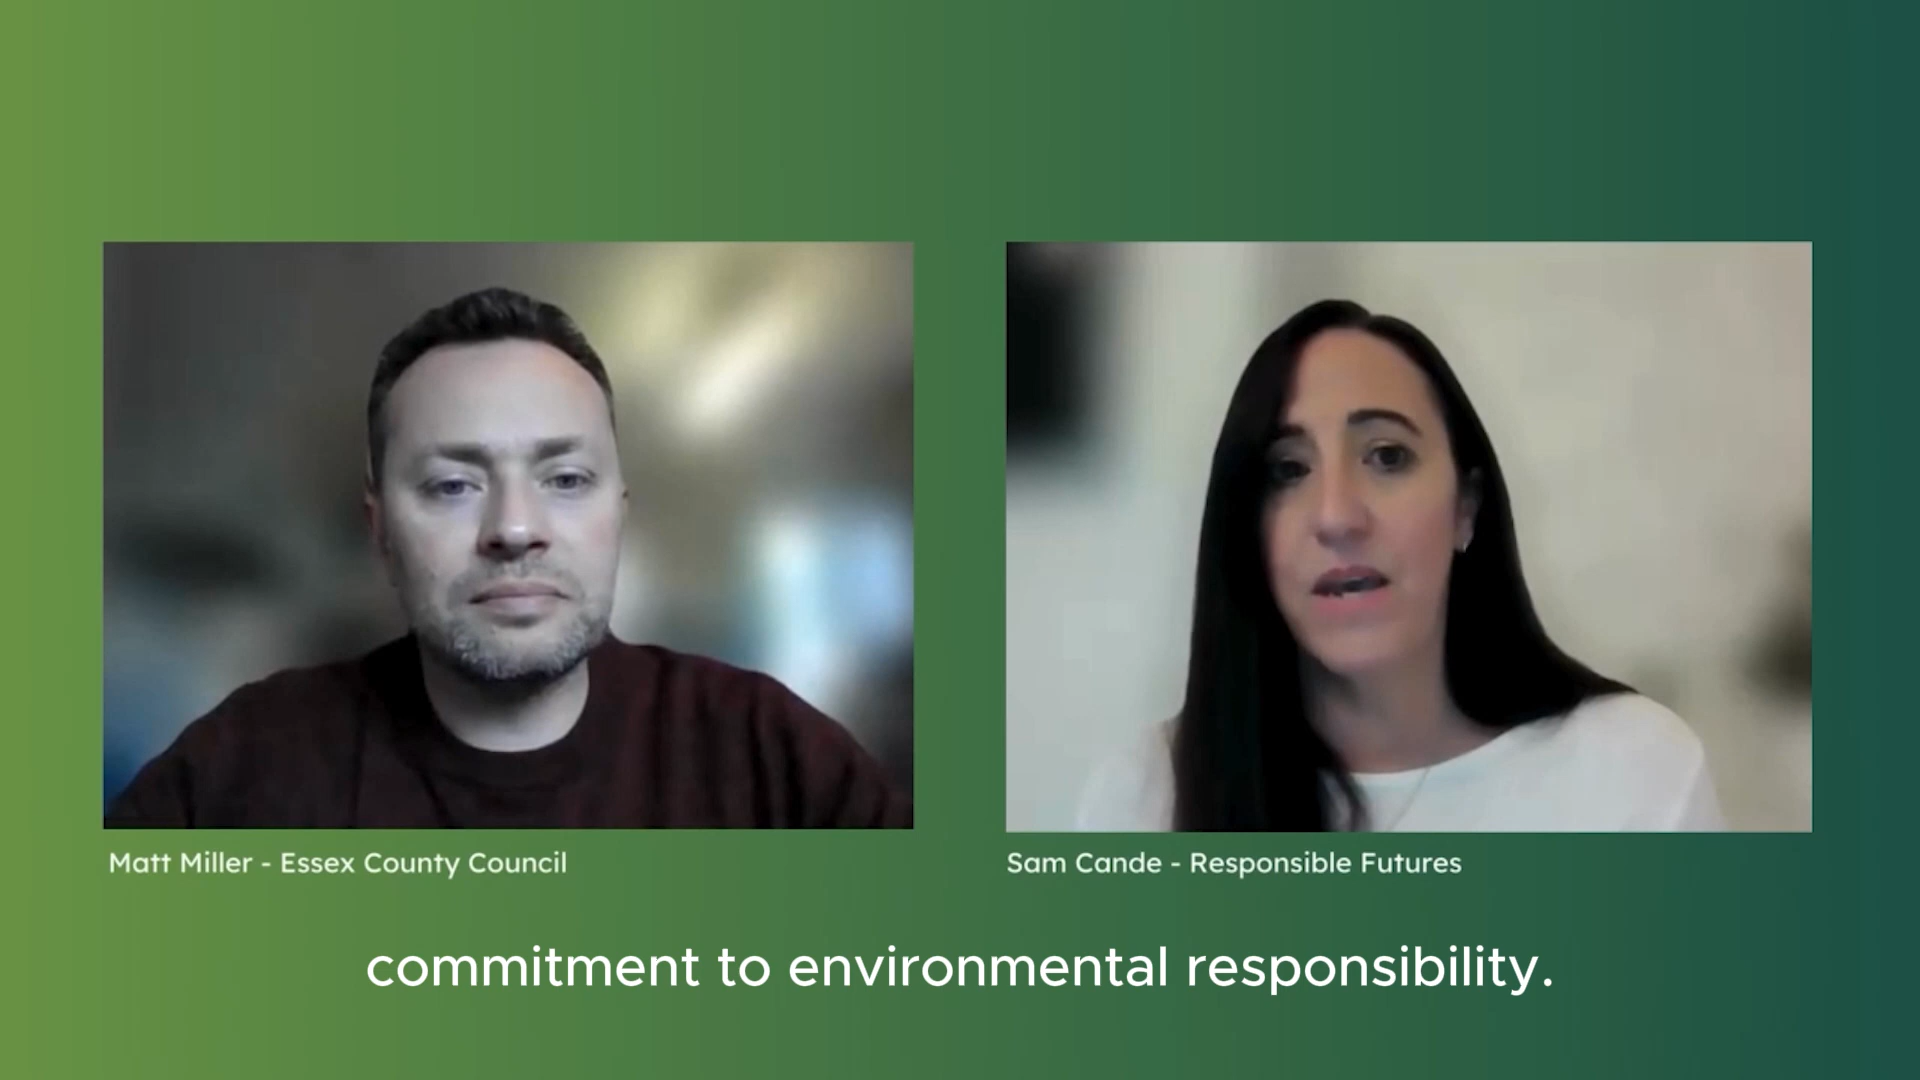 Matt Miller - Essex County Council
Sam Cande - Responsible Futures
commitment to environmental responsibility.